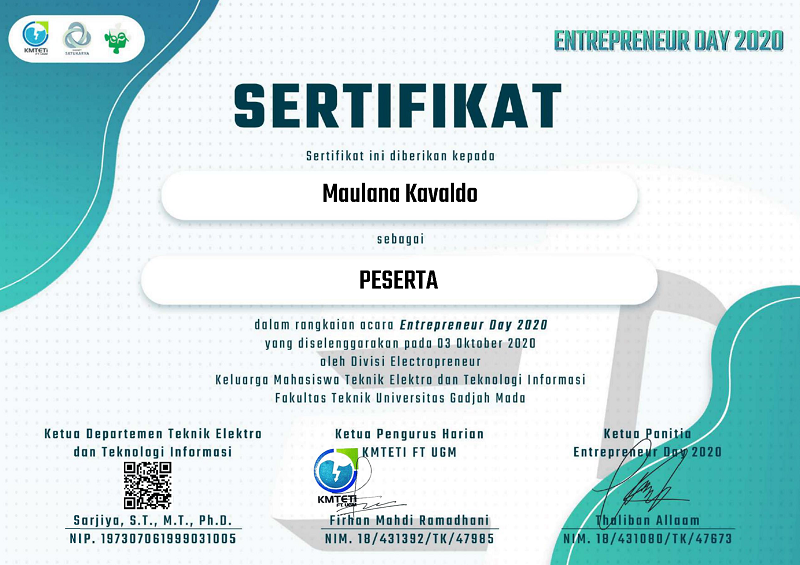 KMTETI
FT UGM
SATUKARYA
ENTREPRENEUR DAY 2020
SERTIFIKAT
Sertifikat ini diberikan kepada
Maulana Kavaldo
sebagai
PESERTA
dalam rangkaian acara Entrepreneur Day 2020
yang diselenggarakan pada 03 Oktober 2020
oleh Divisi Electropreneur
Keluarga Mahasiswa Teknik Elektro dan Teknologi Informasi
Fakultas Teknik Universitas Gadjah Mada
Ketua Departemen Teknik Elektro
dan Teknologi Informasi
Sarjiya, S.T., M.T., Ph.D.
NIP. 197307061999031005
Ketua Pengurus Harian
KMTETI FT UGM
KMTETI
FT UGM
Firhan Mahdi Ramadhani
NIM. 18/431392/TK/47985
Ketua Panitia
Entrepreneur Day 2020
Thaliban Allaam
NIM. 18/431080/TK/47673